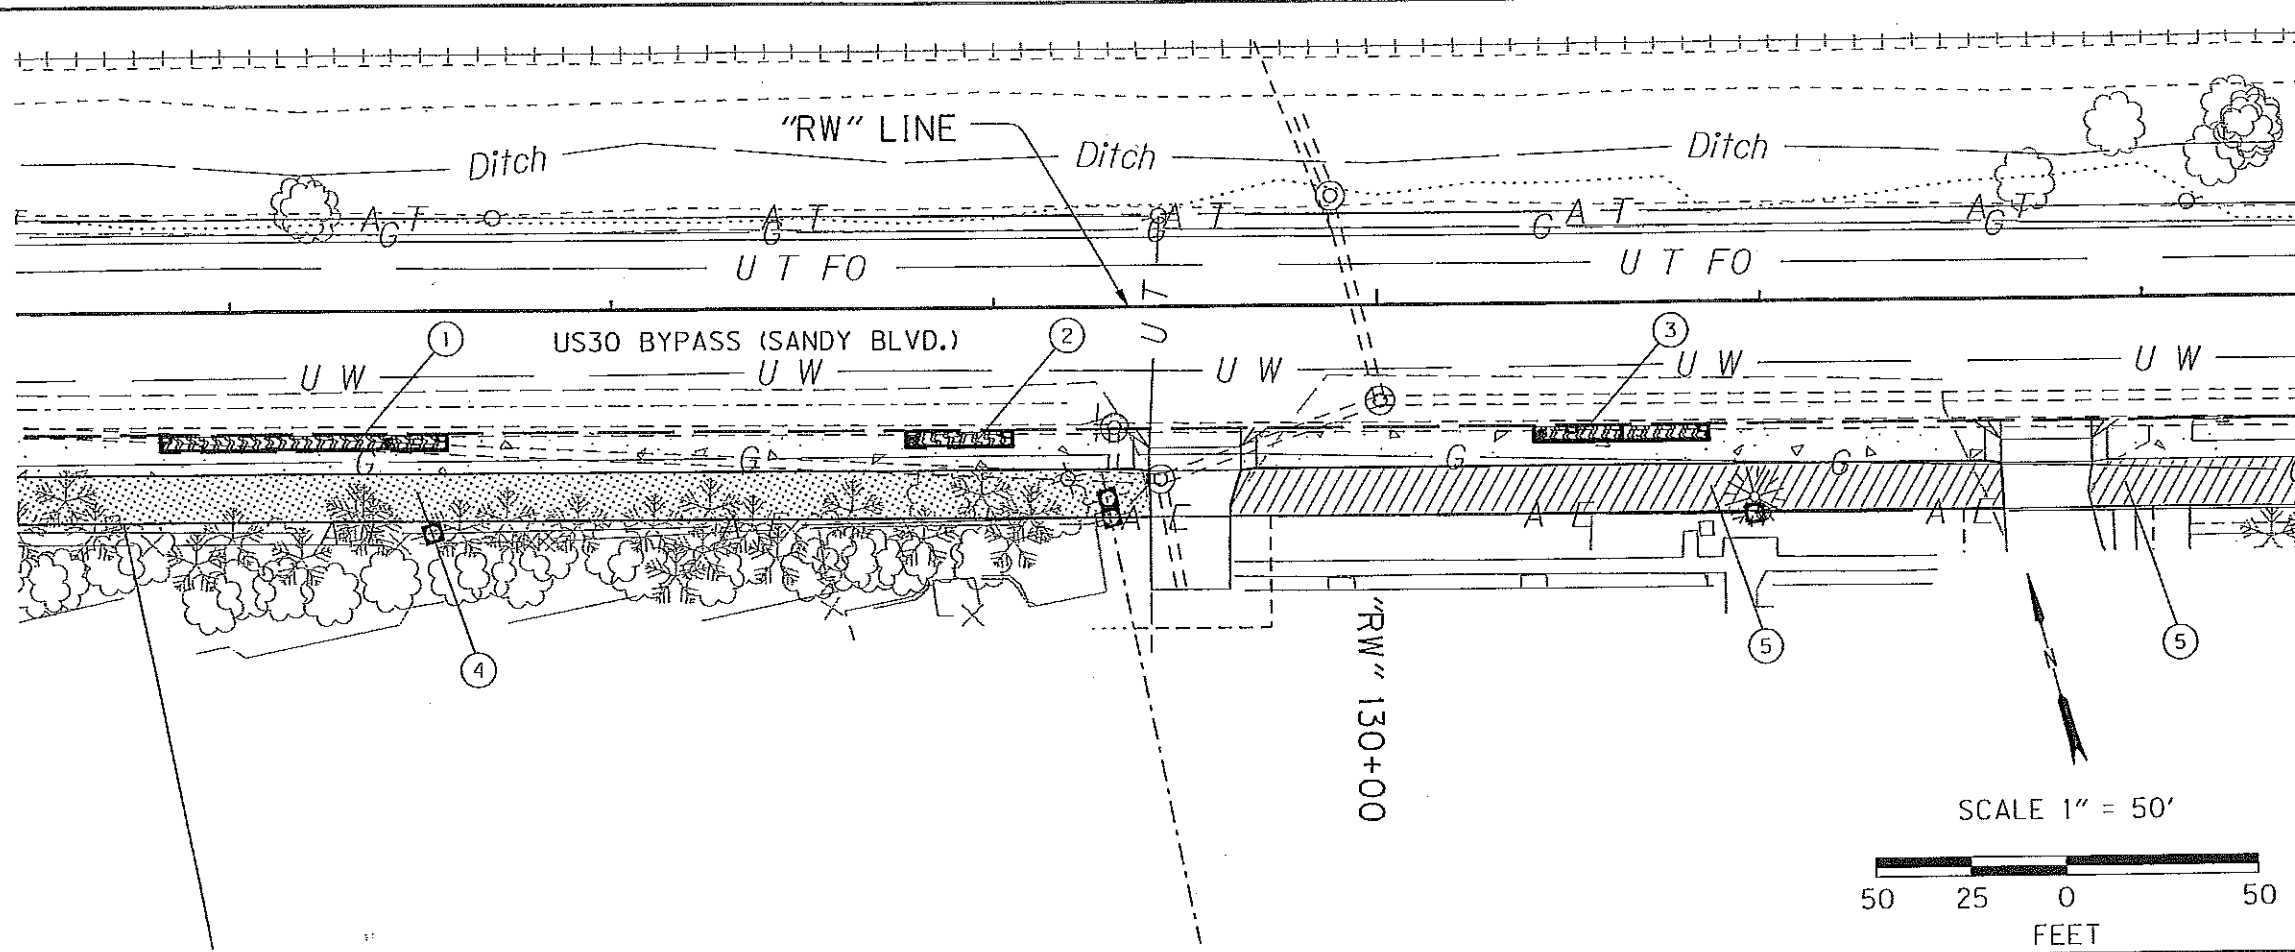 "RW" LINE
Ditch
Ditch
Ditch
A T
G
A T
G
A T
G
A T
G
A T
G
U T FO
U T FO
U T
US30 BYPASS (SANDY BLVD.)
1
2
3
U W
U W
U W
U W
U W
G
G
G
G
A E
A E
A E
4
5
5
"RW" 130+00
N
SCALE 1" = 50'
50 25 0 50
FEET